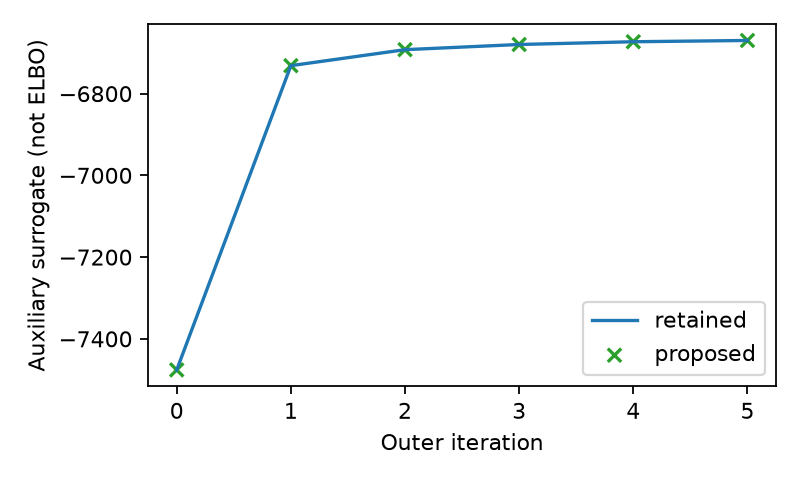 Auxiliary surrogate (not ELBO)
−6800
−7000
−7200
−7400
retained
proposed
0 1 2 3 4 5
Outer iteration